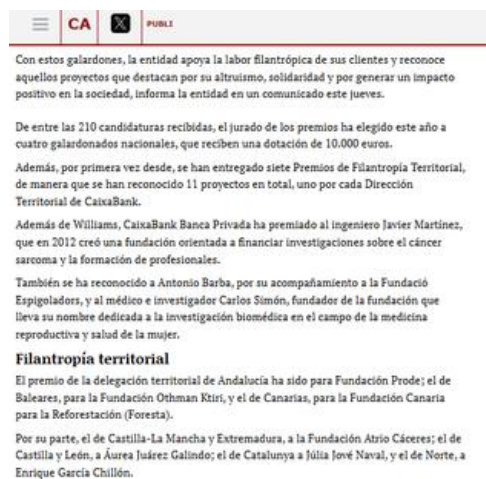 CA
PUBLI
Con estos galardones, la entidad apoya la labor filantrópica de sus clientes y reconoce
aquellos proyectos que destacan por su altruismo, solidaridad y por generar un impacto
positivo en la sociedad, informa la entidad en un comunicado este jueves.
De entre las 210 candidaturas recibidas, el jurado de los premios ha elegido este año a
cuatro galardonados nacionales, que reciben una dotación de 10.000 euros.
Además, por primera vez desde, se han entregado siete Premios de Filantropía Territorial,
de manera que se han reconocido 11 proyectos en total, uno por cada Dirección
Territorial de CaixaBank.
Además de Williams, CaixaBank Banca Privada ha premiado al ingeniero Javier Martínez,
que en 2012 creó una fundación orientada a financiar investigaciones sobre el cáncer
sarcoma y la formación de profesionales.
También se ha reconocido a Antonio Barba, por su acompañamiento a la Fundació
Espigoladors, y al médico e investigador Carlos Simón, fundador de la fundación que
lleva su nombre dedicada a la investigación biomédica en el campo de la medicina
reproductiva y salud de la mujer.
Filantropía territorial
El premio de la delegación territorial de Andalucía ha sido para Fundación Prode; el de
Baleares, para la Fundación Othman Ktiri, y el de Canarias, para la Fundación Canaria
para la Reforestación (Foresta).
Por su parte, el de Castilla-La Mancha y Extremadura, a la Fundación Atrio Cáceres; el de
Castilla y León, a Áurea Juárez Galindo; el de Catalunya a Júlia Jové Naval, y el de Norte, a
Enrique García Chillón.